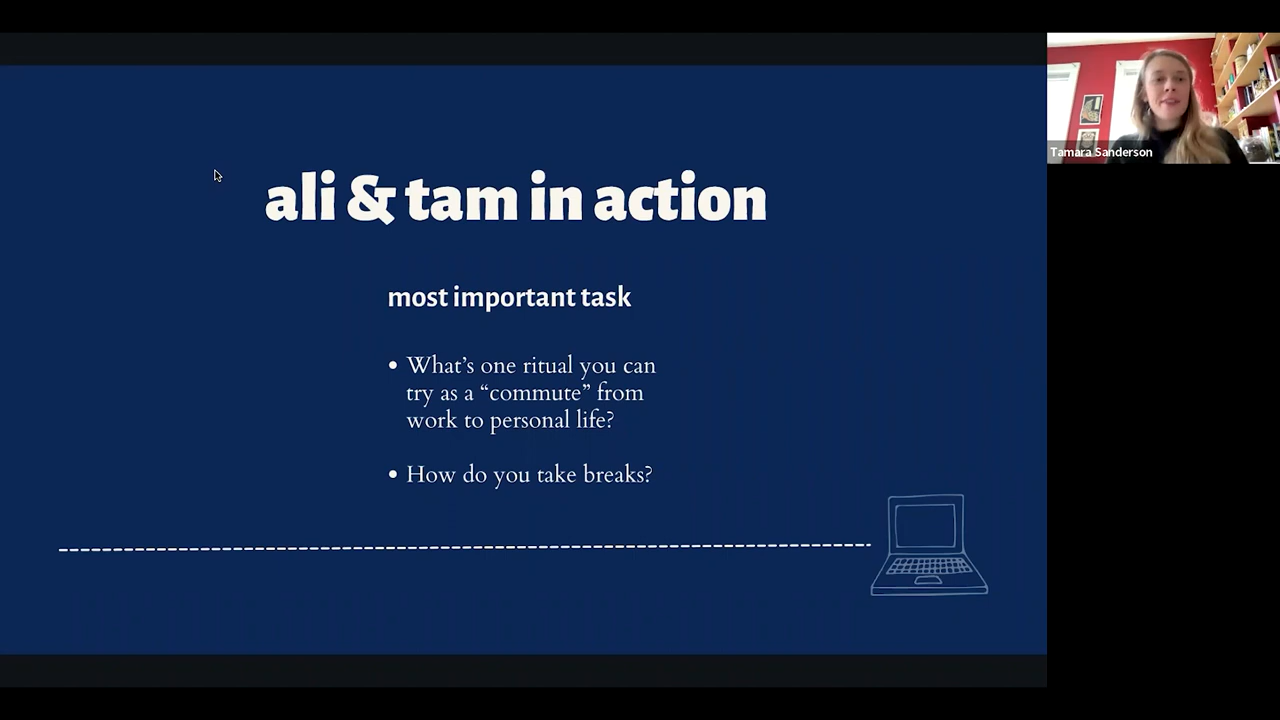 ali & tam in action
most important task
• What’s one ritual you can
try as a “commute” from
work to personal life?
• How do you take breaks?
Tamara Sanderson